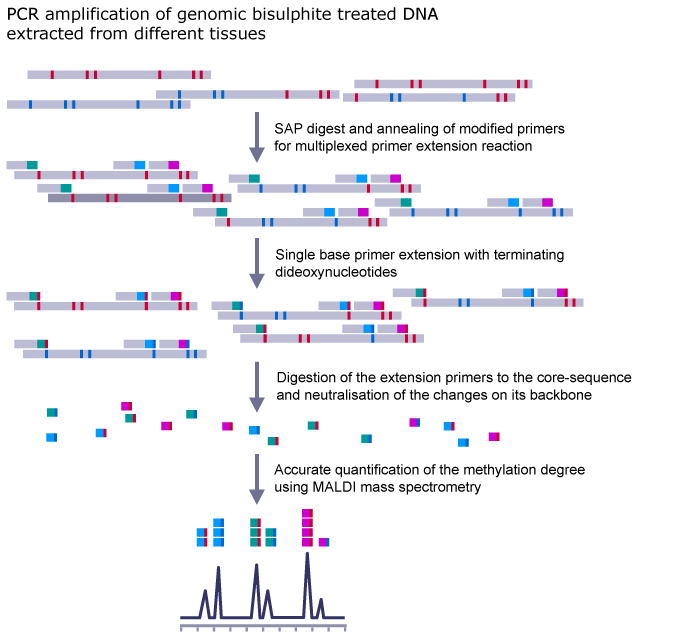 PCR amplification of genomic bisulphite treated DNA
extracted from different tissues
SAP digest and annealing of modified primers
for multiplexed primer extension reaction
Single base primer extension with terminating
dideoxynucleotides
Digestion of the extension primers to the core-sequence
and neutralisation of the changes on its backbone
Accurate quantification of the methylation degree
using MALDI mass spectrometry